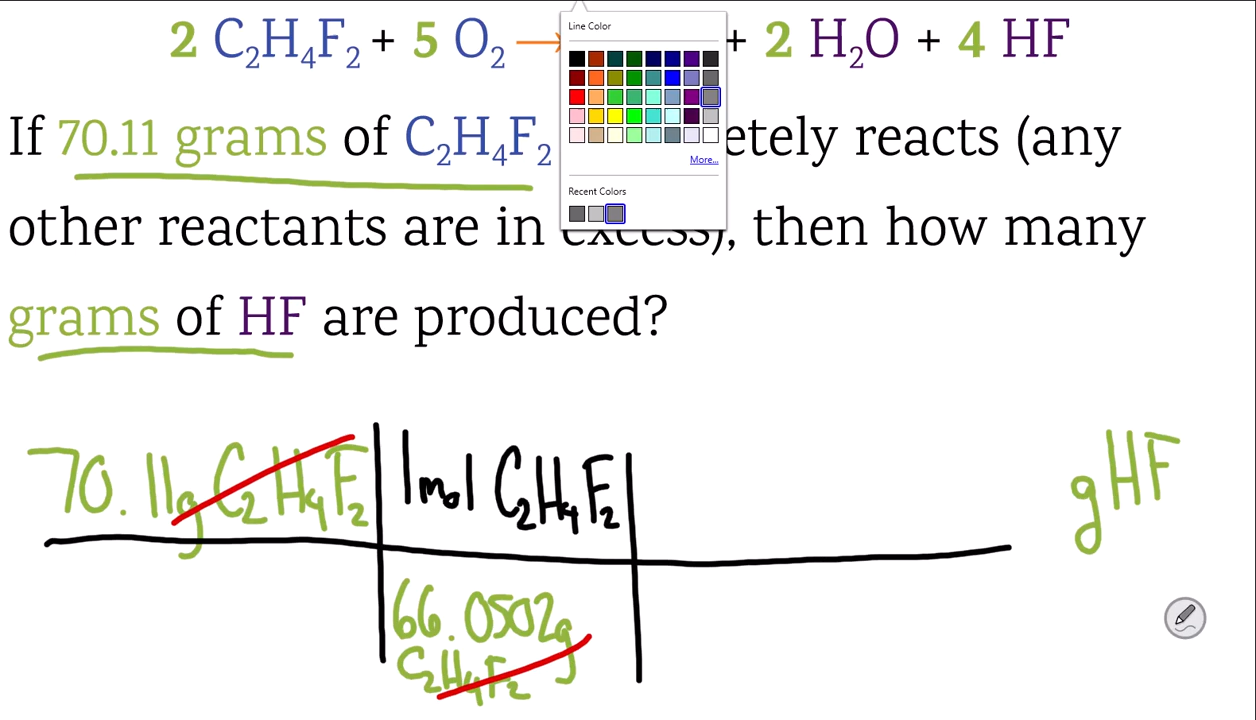 2 C₂H₄F₂ + 5 O₂ → + 2 H₂O + 4 HF
If 70.11 grams of C₂H₄F₂ etely reacts (any
other reactants are in excess), then how many
grams of HF are produced?
Line Color
More...
Recent Colors
70.11g C₂H₄F₂ 1mol C₂H₄F₂ gHF
66.0502g
C₂H₄F₂